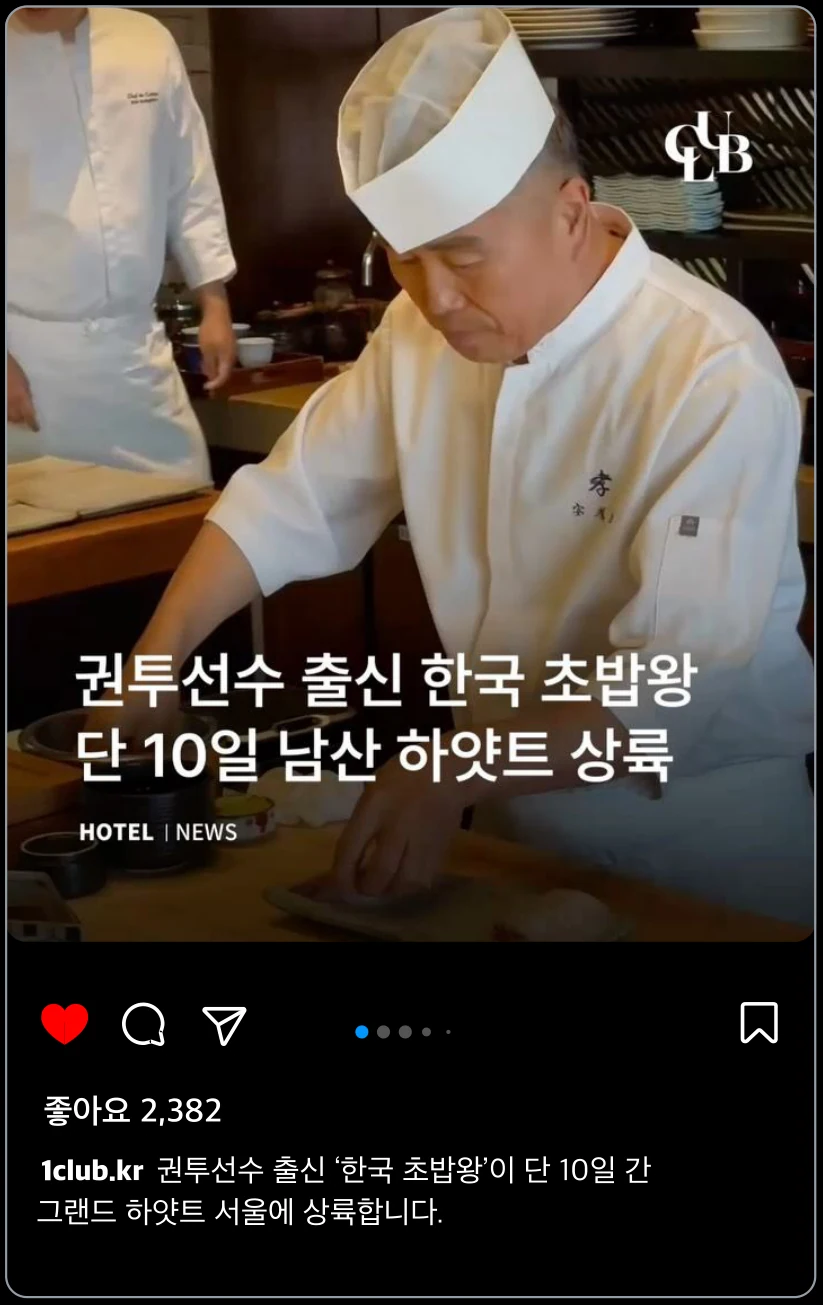 CLUB
孝
권투선수 출신 한국 초밥왕
단 10일 남산 하얏트 상륙
HOTEL | NEWS
좋아요 2,382
1club.kr 권투선수 출신 ‘한국 초밥왕’이 단 10일 간
그랜드 하얏트 서울에 상륙합니다.